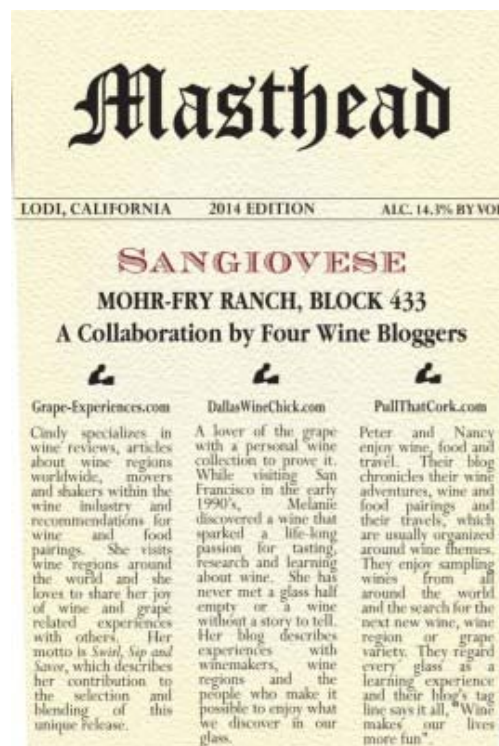 Masthead
LODI, CALIFORNIA 2014 EDITION ALC. 14.3% BY VOL
SANGIOVESE
MOHR-FRY RANCH, BLOCK 433
A Collaboration by Four Wine Bloggers
Grape-Experiences.com
Cindy specializes in
wine reviews, articles
about wine regions
worldwide, movers
and shakers within the
wine industry and
recommendations for
wine and food
pairings. She visits
wine regions around
the world and she
loves to share her joy
of wine and grape
related experiences
with others. Her
motto is Swirl, Sip and
Savor, which describes
her contribution to
the selection and
blending of this
unique release.
DallasWineChick.com
A lover of the grape
with a personal wine
collection to prove it.
While visiting San
Francisco in the early
1990's, Melanie
discovered a wine that
sparked a life-long
passion for tasting,
research and learning
about wine. She has
never met a glass half
empty or a wine
without a story to tell.
Her blog describes
experiences with
winemakers, wine
regions and the
people who make it
possible to enjoy what
we discover in our
glass.
PullThatCork.com
Peter and Nancy
enjoy wine, food and
travel. Their blog
chronicles their wine
adventures, wine and
food pairings and
their travels, which
are usually organized
around wine themes.
They enjoy sampling
wines from all
around the world
and the search for the
next new wine, wine
region or grape
variety. They regard
every glass as a
learning experience
and their blog's tag
line says it all, "Wine
makes our lives
more fun".